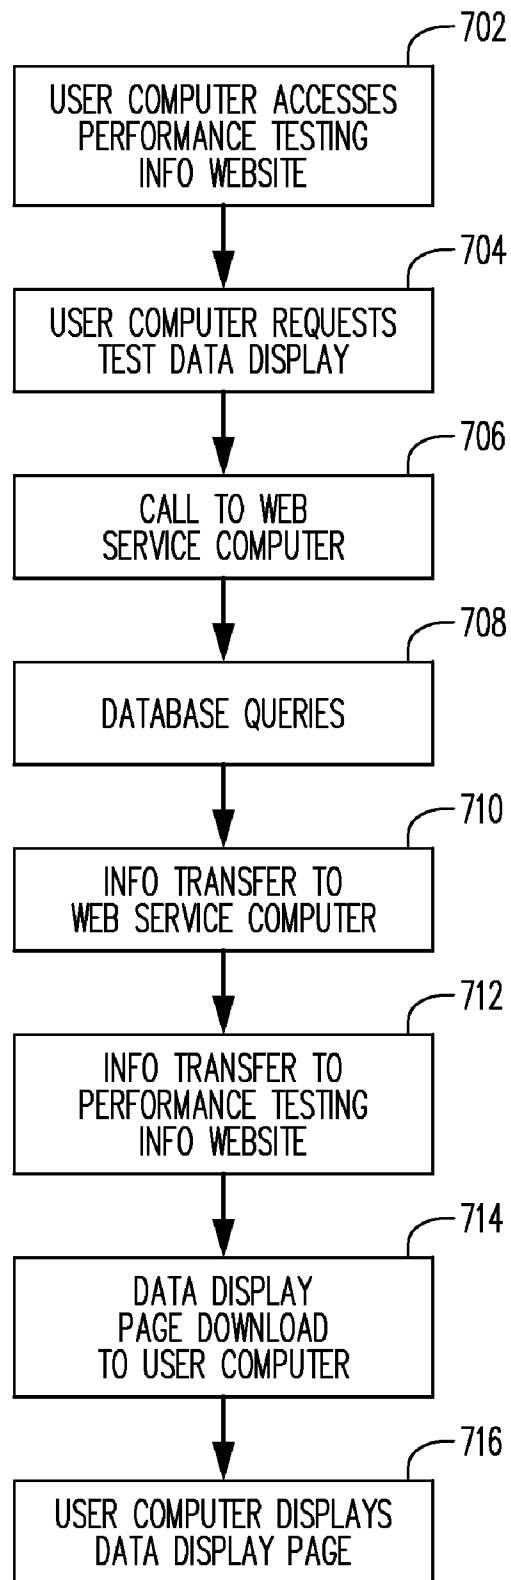 702
USER COMPUTER ACCESSES
PERFORMANCE TESTING
INFO WEBSITE
704
USER COMPUTER REQUESTS
TEST DATA DISPLAY
706
CALL TO WEB
SERVICE COMPUTER
708
DATABASE QUERIES
710
INFO TRANSFER TO
WEB SERVICE COMPUTER
712
INFO TRANSFER TO
PERFORMANCE TESTING
INFO WEBSITE
714
DATA DISPLAY
PAGE DOWNLOAD
TO USER COMPUTER
716
USER COMPUTER DISPLAYS
DATA DISPLAY PAGE